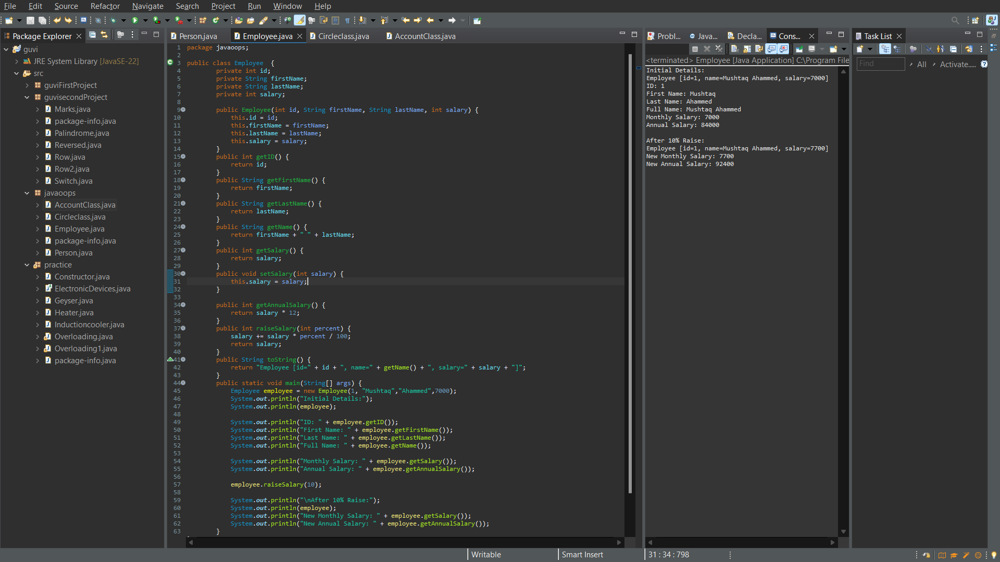 File Edit Source Refactor Navigate Search Project Run Window Help
Package Explorer
guvi
JRE System Library [JavaSE-22]
src
guviFirstProject
guvisecondProject
Marks.java
package-info.java
Palindrome.java
Reversed.java
Row.java
Row2.java
Switch.java
javaoops
AccountClass.java
Circleclass.java
Employee.java
package-info.java
Person.java
practice
Constructor.java
ElectronicDevices.java
Geyser.java
Heater.java
Inductioncooler.java
Overloading.java
Overloading1.java
package-info.java
Person.java Employee.java Circleclass.java AccountClass.java
1 package javaoops;
2
3 public class Employee {
4 private int id;
5 private String firstName;
6 private String lastName;
7 private int salary;
8
9 public Employee(int id, String firstName, String lastName, int salary) {
10 this.id = id;
11 this.firstName = firstName;
12 this.lastName = lastName;
13 this.salary = salary;
14 }
15 public int getID() {
16 return id;
17 }
18 public String getFirstName() {
19 return firstName;
20 }
21 public String getLastName() {
22 return lastName;
23 }
24 public String getName() {
25 return firstName + " " + lastName;
26 }
27 public int getSalary() {
28 return salary;
29 }
30 public void setSalary(int salary) {
31 this.salary = salary;
32 }
33
34 public int getAnnualSalary() {
35 return salary * 12;
36 }
37 public int raiseSalary(int percent) {
38 salary += salary * percent / 100;
39 return salary;
40 }
41 public String toString() {
42 return "Employee [id=" + id + ", name=" + getName() + ", salary=" + salary + "]";
43 }
44 public static void main(String[] args) {
45 Employee employee = new Employee(1, "Mushtaq","Ahammed",7000);
46 System.out.println("Initial Details:");
47 System.out.println(employee);
48
49 System.out.println("ID: " + employee.getID());
50 System.out.println("First Name: " + employee.getFirstName());
51 System.out.println("Last Name: " + employee.getLastName());
52 System.out.println("Full Name: " + employee.getName());
53
54 System.out.println("Monthly Salary: " + employee.getSalary());
55 System.out.println("Annual Salary: " + employee.getAnnualSalary());
56
57 employee.raiseSalary(10);
58
59 System.out.println("\nAfter 10% Raise:");
60 System.out.println(employee);
61 System.out.println("New Monthly Salary: " + employee.getSalary());
62 System.out.println("New Annual Salary: " + employee.getAnnualSalary());
63 }
Probl... Java... Decla... Cons...
<terminated> Employee [Java Application] C:\Program File
Initial Details:
Employee [id=1, name=Mushtaq Ahammed, salary=7000]
ID: 1
First Name: Mushtaq
Last Name: Ahammed
Full Name: Mushtaq Ahammed
Monthly Salary: 7000
Annual Salary: 84000

After 10% Raise:
Employee [id=1, name=Mushtaq Ahammed, salary=7700]
New Monthly Salary: 7700
New Annual Salary: 92400
Task List
Find All Activate....
Writable Smart Insert 31 : 34 : 798